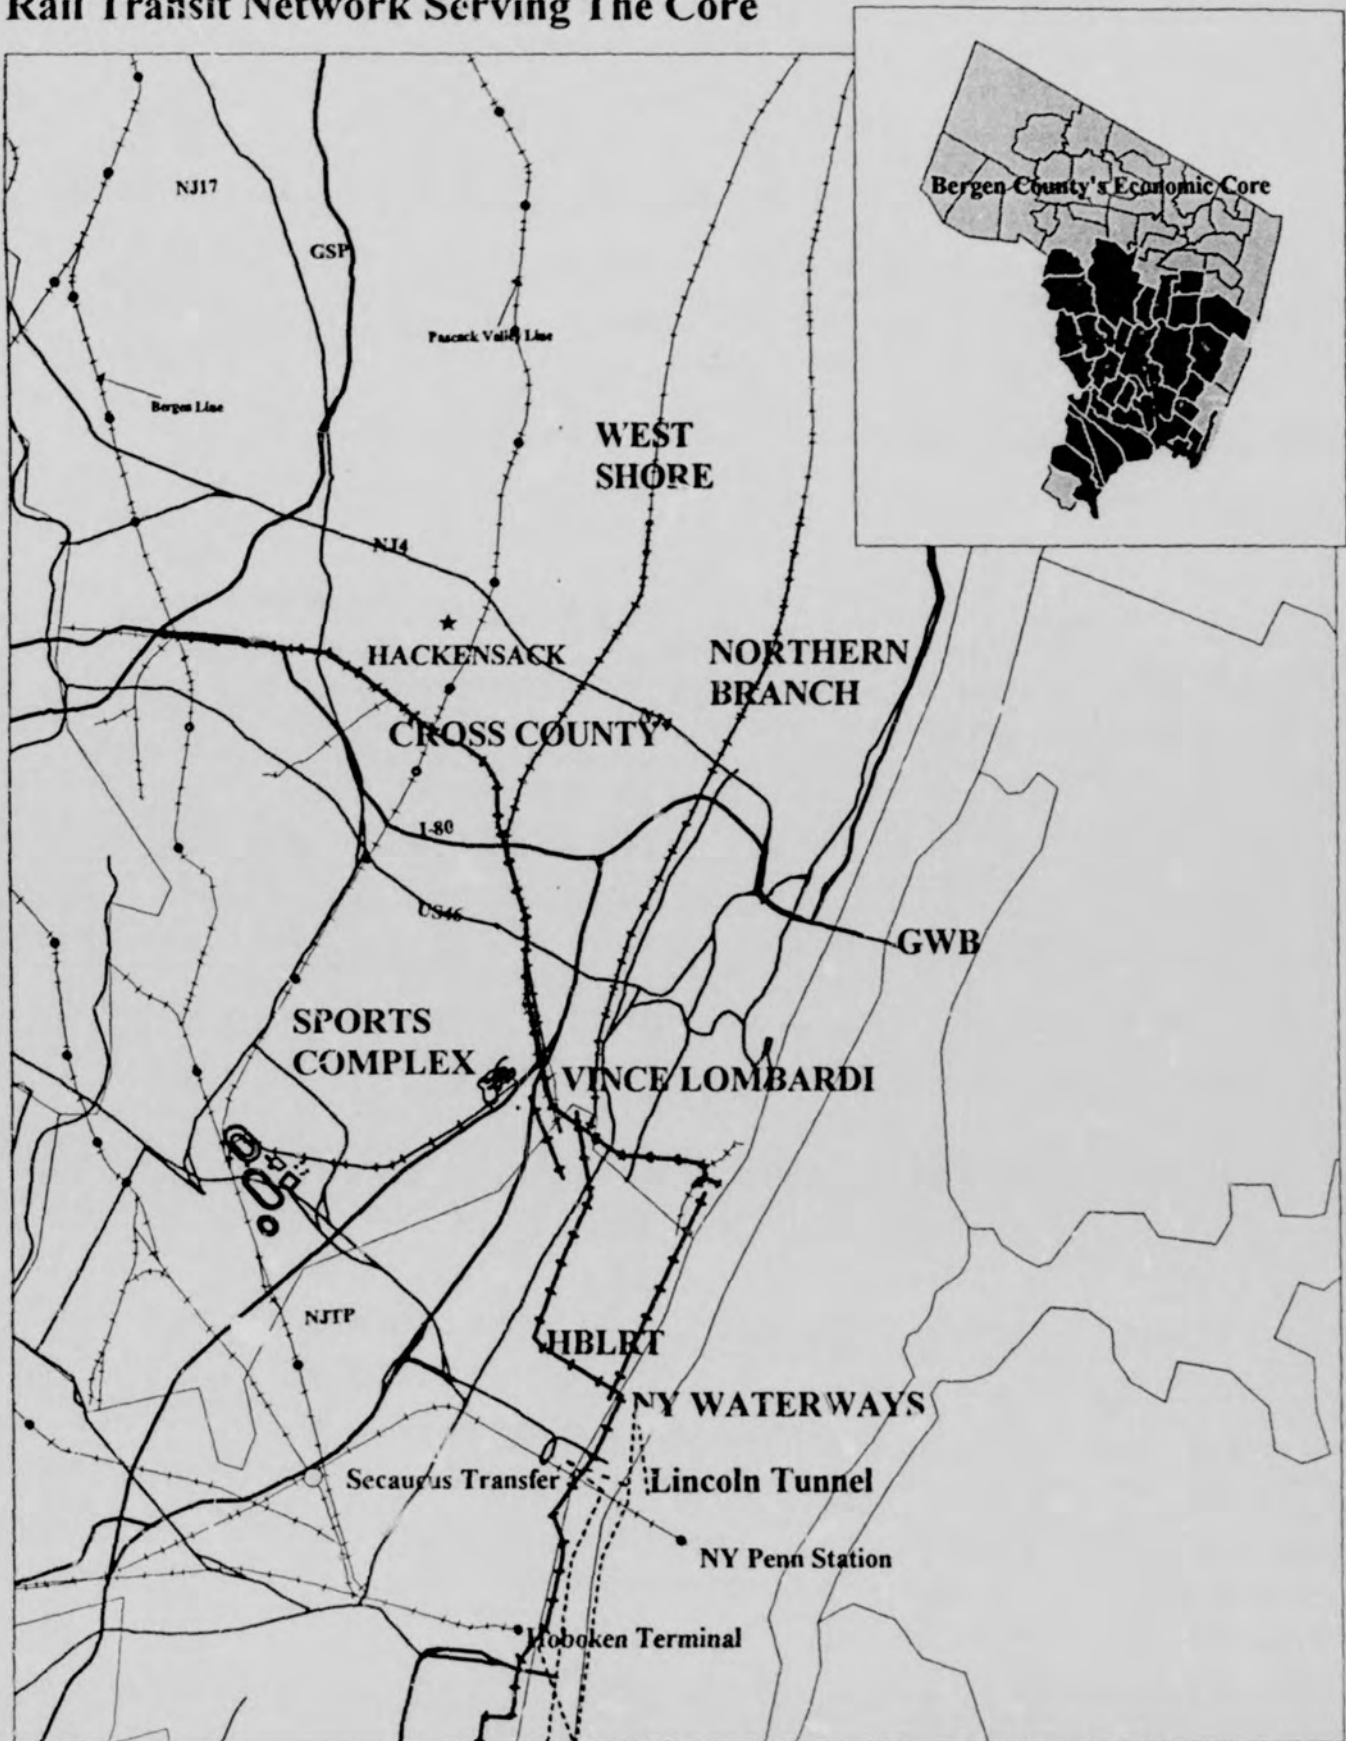 Rail Transit Network Serving The Core
Bergen County's Economic Core
NJ17
GSP
Pascack Valley Line
Bergen Line
WEST
SHORE
NJ4
HACKENSACK
NORTHERN
BRANCH
CROSS COUNTY
NJ4
I-80
US46
GWB
SPORTS
COMPLEX
VINCE LOMBARDI
NJTP
HBLRT
NY WATERWAYS
Secaucus Transfer
Lincoln Tunnel
NY Penn Station
Hoboken Terminal